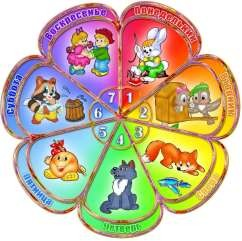 Понедельник
1
Вторник
2
Среда
3
Четверг
4
Пятница
5
Суббота
6
Воскресенье
7